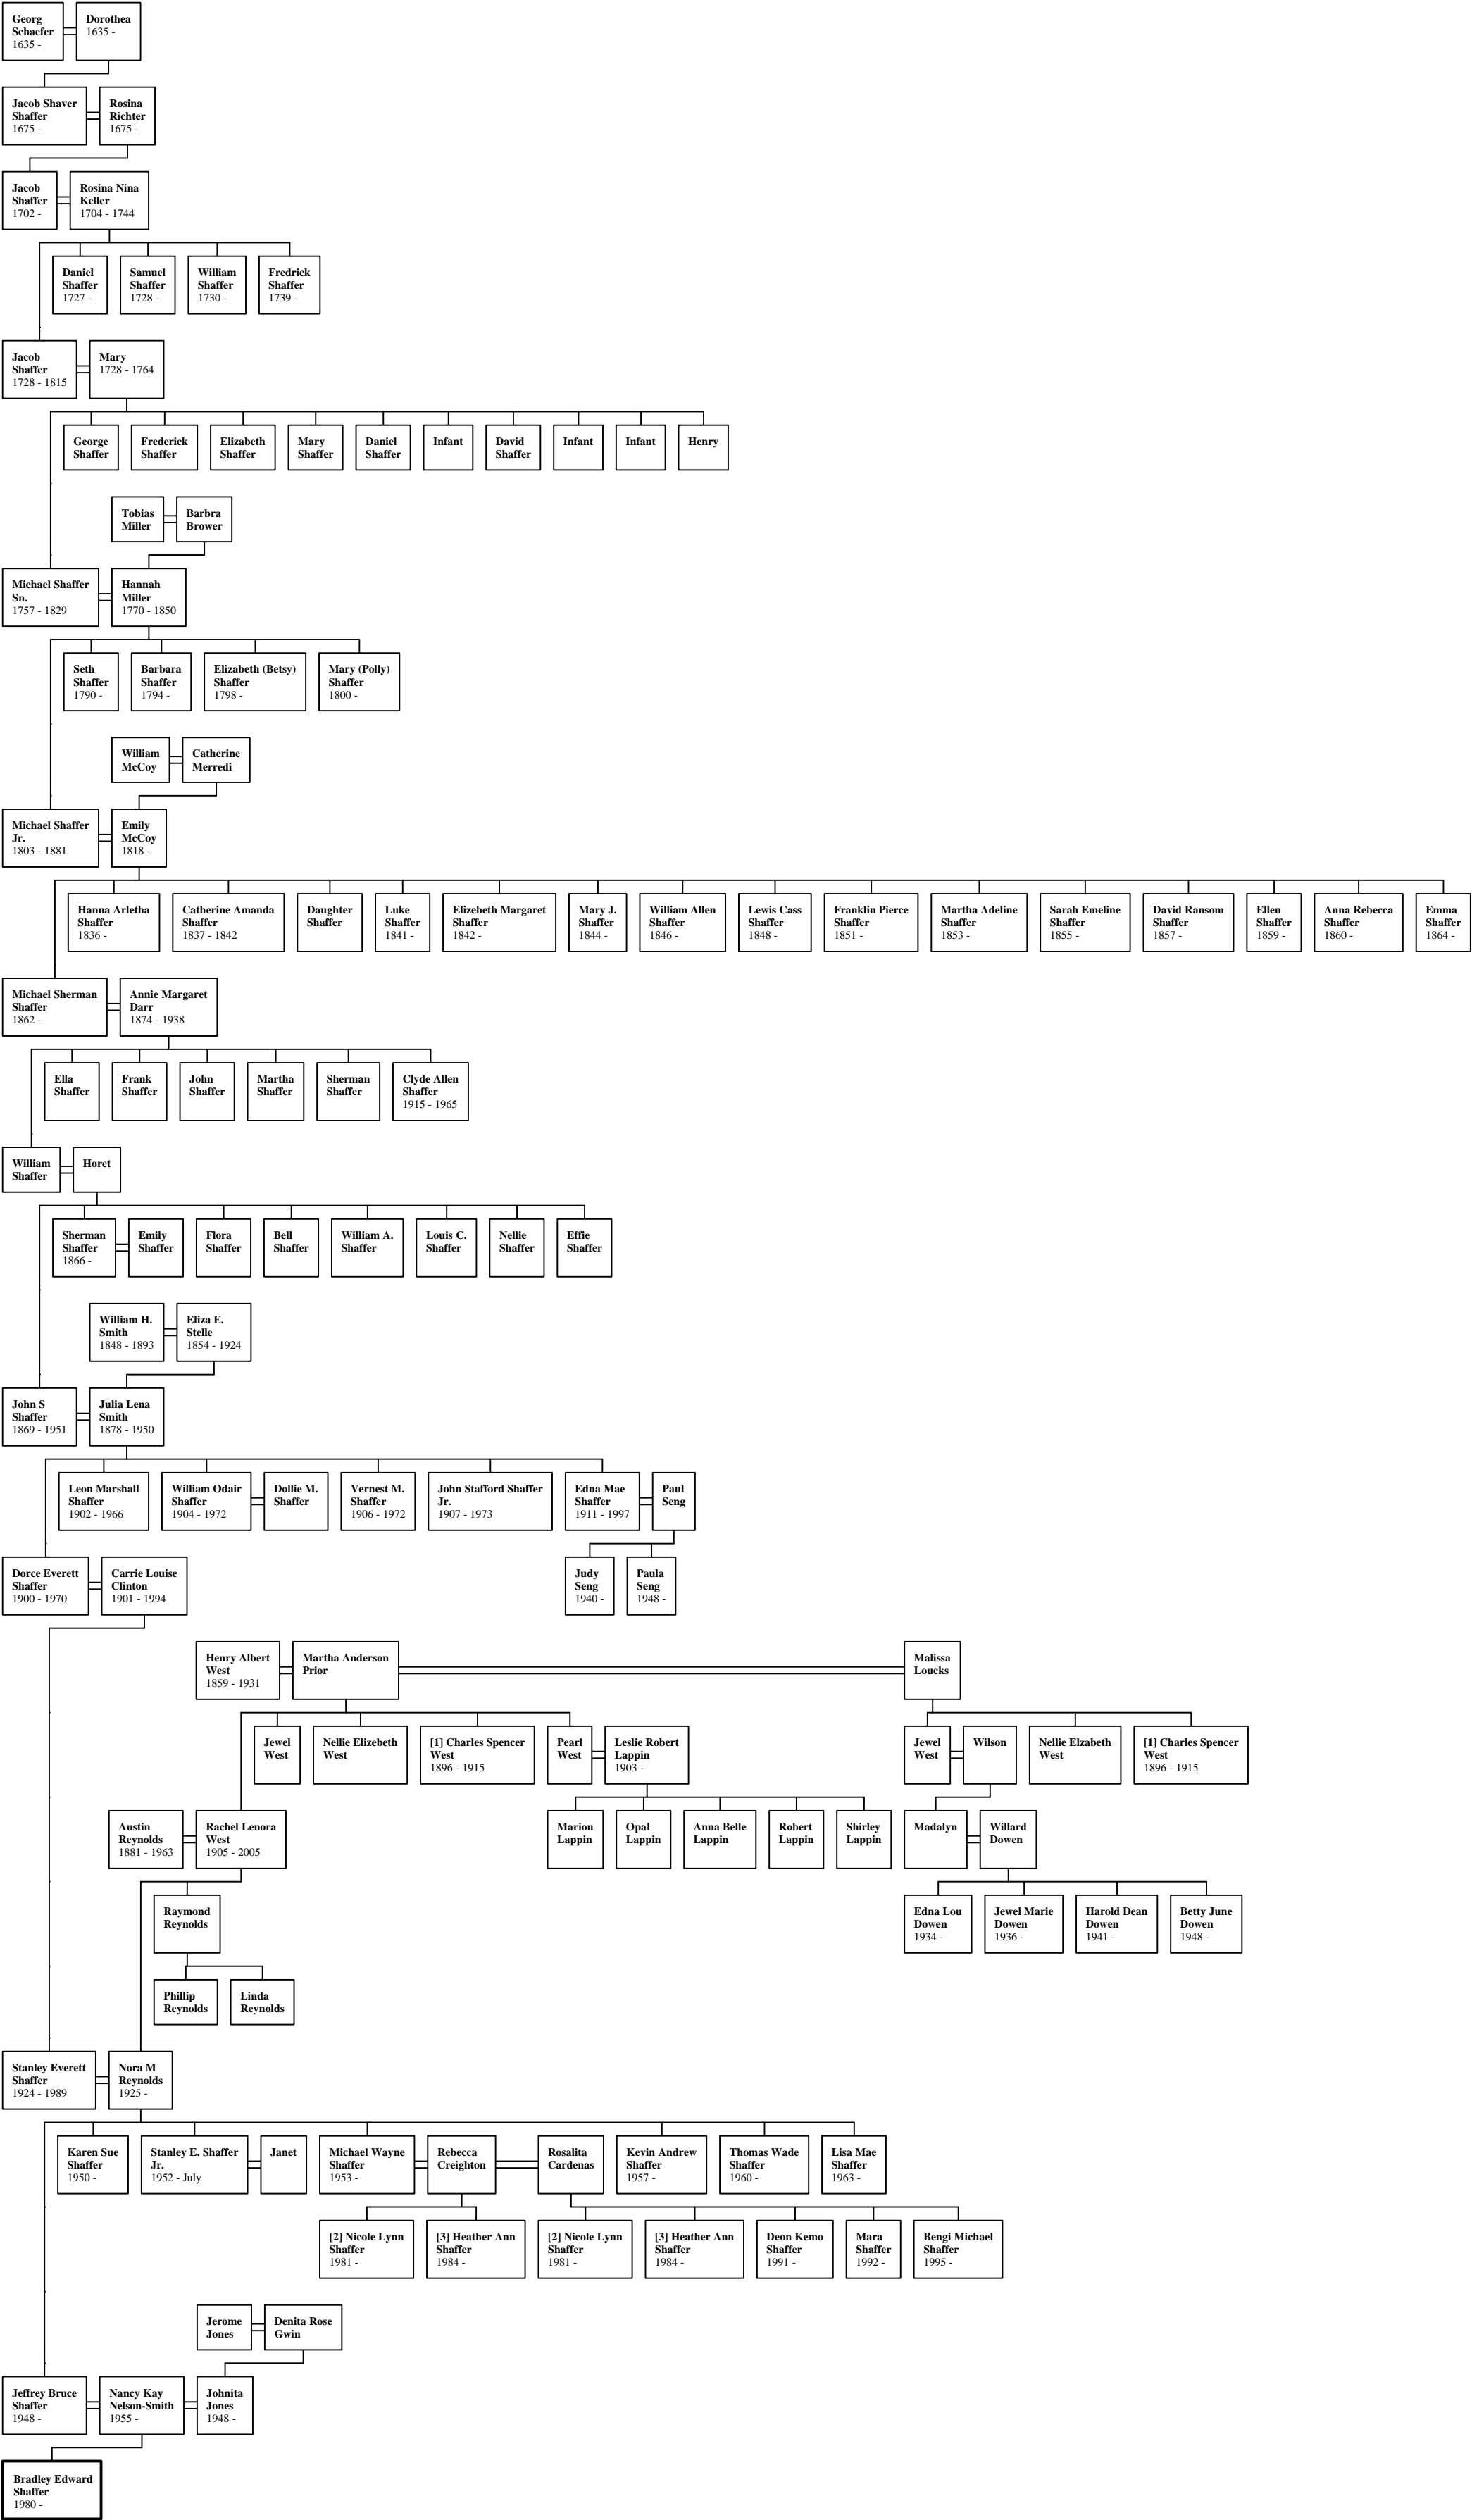 Georg
Schaefer
1635 -
Dorothea
1635 -
Jacob Shaver
Shaffer
1675 -
Rosina
Richter
1675 -
Jacob
Shaffer
1702 -
Rosina Nina
Keller
1704 - 1744
Daniel
Shaffer
1727 -
Samuel
Shaffer
1728 -
William
Shaffer
1730 -
Fredrick
Shaffer
1739 -
Jacob
Shaffer
1728 - 1815
Mary
1728 - 1764
George
Shaffer
Frederick
Shaffer
Elizabeth
Shaffer
Mary
Shaffer
Daniel
Shaffer
Infant
David
Shaffer
Infant
Infant
Henry
Tobias
Miller
Barbra
Brower
Michael Shaffer
Sn.
1757 - 1829
Hannah
Miller
1770 - 1850
Seth
Shaffer
1790 -
Barbara
Shaffer
1794 -
Elizabeth (Betsy)
Shaffer
1798 -
Mary (Polly)
Shaffer
1800 -
William
McCoy
Catherine
Merredi
Michael Shaffer
Jr.
1803 - 1881
Emily
McCoy
1818 -
Hanna Arletha
Shaffer
1836 -
Catherine Amanda
Shaffer
1837 - 1842
Daughter
Shaffer
Luke
Shaffer
1841 -
Elizebeth Margaret
Shaffer
1842 -
Mary J.
Shaffer
1844 -
William Allen
Shaffer
1846 -
Lewis Cass
Shaffer
1848 -
Franklin Pierce
Shaffer
1851 -
Martha Adeline
Shaffer
1853 -
Sarah Emeline
Shaffer
1855 -
David Ransom
Shaffer
1857 -
Ellen
Shaffer
1859 -
Anna Rebecca
Shaffer
1860 -
Emma
Shaffer
1864 -
Michael Sherman
Shaffer
1862 -
Annie Margaret
Darr
1874 - 1938
Ella
Shaffer
Frank
Shaffer
John
Shaffer
Martha
Shaffer
Sherman
Shaffer
Clyde Allen
Shaffer
1915 - 1965
William
Shaffer
Horet
Sherman
Shaffer
1866 -
Emily
Shaffer
Flora
Shaffer
Bell
Shaffer
William A.
Shaffer
Louis C.
Shaffer
Nellie
Shaffer
Effie
Shaffer
William H.
Smith
1848 - 1893
Eliza E.
Stelle
1854 - 1924
John S
Shaffer
1869 - 1951
Julia Lena
Smith
1878 - 1950
Leon Marshall
Shaffer
1902 - 1966
William Odair
Shaffer
1904 - 1972
Dollie M.
Shaffer
Vernest M.
Shaffer
1906 - 1972
John Stafford Shaffer
Jr.
1907 - 1973
Edna Mae
Shaffer
1911 - 1997
Paul
Seng
Dorce Everett
Shaffer
1900 - 1970
Carrie Louise
Clinton
1901 - 1994
Judy
Seng
1940 -
Paula
Seng
1948 -
Henry Albert
West
1859 - 1931
Martha Anderson
Prior
Malissa
Loucks
Jewel
West
Nellie Elizebeth
West
[1] Charles Spencer
West
1896 - 1915
Pearl
West
Leslie Robert
Lappin
1903 -
Jewel
West
Wilson
Nellie Elzabeth
West
[1] Charles Spencer
West
1896 - 1915
Austin
Reynolds
1881 - 1963
Rachel Lenora
West
1905 - 2005
Marion
Lappin
Opal
Lappin
Anna Belle
Lappin
Robert
Lappin
Shirley
Lappin
Madalyn
Willard
Dowen
Raymond
Reynolds
Edna Lou
Dowen
1934 -
Jewel Marie
Dowen
1936 -
Harold Dean
Dowen
1941 -
Betty June
Dowen
1948 -
Phillip
Reynolds
Linda
Reynolds
Stanley Everett
Shaffer
1924 - 1989
Nora M
Reynolds
1925 -
Karen Sue
Shaffer
1950 -
Stanley E. Shaffer
Jr.
1952 - July
Janet
Michael Wayne
Shaffer
1953 -
Rebecca
Creighton
Rosalita
Cardenas
Kevin Andrew
Shaffer
1957 -
Thomas Wade
Shaffer
1960 -
Lisa Mae
Shaffer
1963 -
[2] Nicole Lynn
Shaffer
1981 -
[3] Heather Ann
Shaffer
1984 -
[2] Nicole Lynn
Shaffer
1981 -
[3] Heather Ann
Shaffer
1984 -
Deon Kemo
Shaffer
1991 -
Mara
Shaffer
1992 -
Bengi Michael
Shaffer
1995 -
Jerome
Jones
Denita Rose
Gwin
Jeffrey Bruce
Shaffer
1948 -
Nancy Kay
Nelson-Smith
1955 -
Johnita
Jones
1948 -
Bradley Edward
Shaffer
1980 -